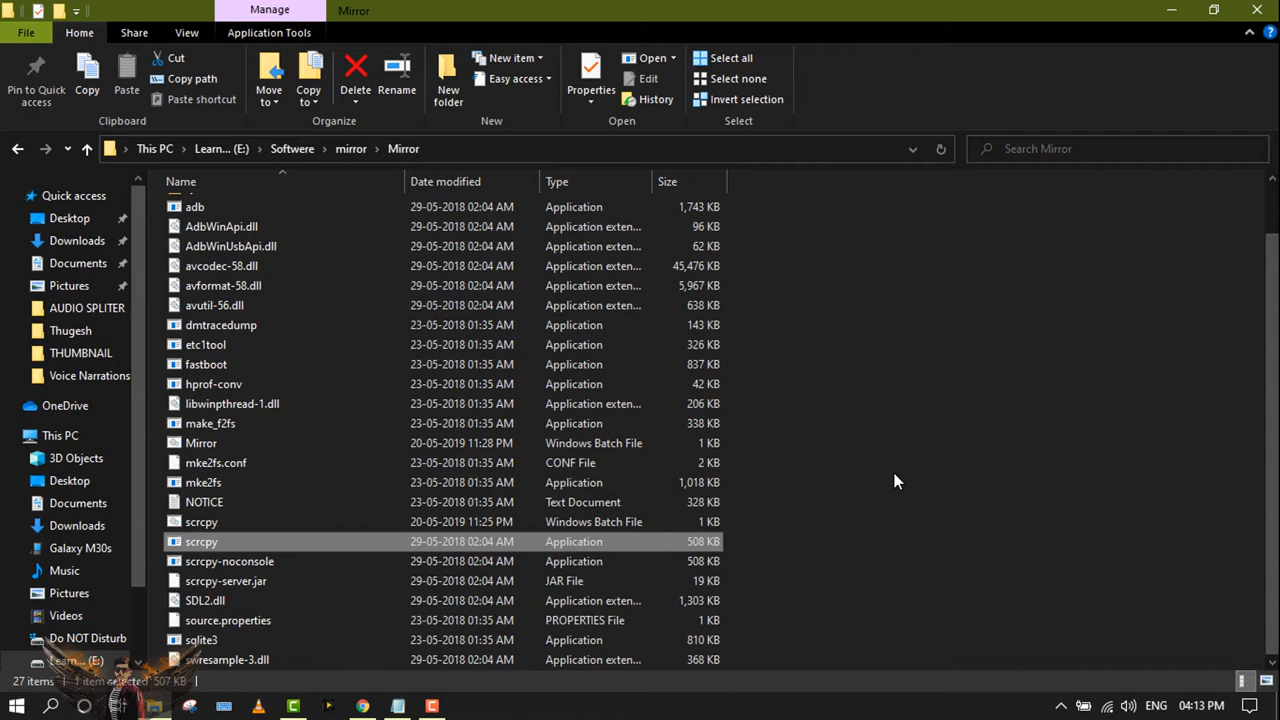 Manage
Mirror
File
Home
Share
View
Application Tools
Pin to Quick access
Copy
Paste
Cut
Copy path
Paste shortcut
Clipboard
Move to
Copy to
Delete
Rename
Organize
New folder
New item
Easy access
New
Properties
Open
Edit
History
Open
Select all
Select none
Invert selection
Select
This PC › Learn... (E:) › Softwere › mirror › Mirror
Search Mirror
Quick access
Desktop
Downloads
Documents
Pictures
AUDIO SPLITER
Thugesh
THUMBNAIL
Voice Narrations
OneDrive
This PC
3D Objects
Desktop
Documents
Downloads
Galaxy M30s
Music
Pictures
Videos
Do NOT Disturb
Learn... (E:)
Name Date modified Type Size
adb 29-05-2018 02:04 AM Application 1,743 KB
AdbWinApi.dll 29-05-2018 02:04 AM Application exten... 96 KB
AdbWinUsbApi.dll 29-05-2018 02:04 AM Application exten... 62 KB
avcodec-58.dll 29-05-2018 02:04 AM Application exten... 45,476 KB
avformat-58.dll 29-05-2018 02:04 AM Application exten... 5,967 KB
avutil-56.dll 29-05-2018 02:04 AM Application exten... 638 KB
dmtracedump 23-05-2018 01:35 AM Application 143 KB
etc1tool 23-05-2018 01:35 AM Application 326 KB
fastboot 23-05-2018 01:35 AM Application 837 KB
hprof-conv 23-05-2018 01:35 AM Application 42 KB
libwinpthread-1.dll 23-05-2018 01:35 AM Application exten... 206 KB
make_f2fs 23-05-2018 01:35 AM Application 338 KB
Mirror 20-05-2019 11:28 PM Windows Batch File 1 KB
mke2fs.conf 23-05-2018 01:35 AM CONF File 2 KB
mke2fs 23-05-2018 01:35 AM Application 1,018 KB
NOTICE 23-05-2018 01:35 AM Text Document 328 KB
scrcpy 20-05-2019 11:25 PM Windows Batch File 1 KB
scrcpy 29-05-2018 02:04 AM Application 508 KB
scrcpy-noconsole 29-05-2018 02:04 AM Application 508 KB
scrcpy-server.jar 29-05-2018 02:04 AM JAR File 19 KB
SDL2.dll 29-05-2018 02:04 AM Application exten... 1,303 KB
source.properties 23-05-2018 01:35 AM PROPERTIES File 1 KB
sqlite3 23-05-2018 01:35 AM Application 810 KB
swresample-3.dll 29-05-2018 02:04 AM Application exten... 368 KB
27 items 1 item selected 507 KB
ENG 04:13 PM